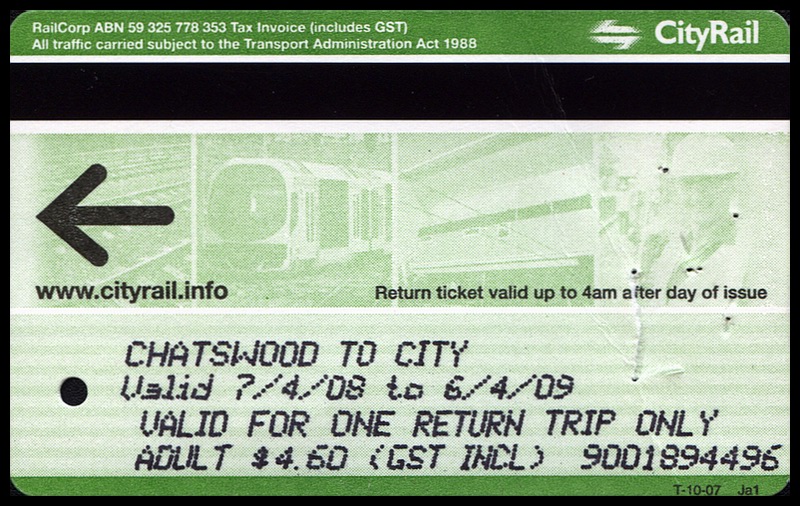 RailCorp ABN 59 325 778 353 Tax Invoice (includes GST)
All traffic carried subject to the Transport Administration Act 1988
CityRail
www.cityrail.info
Return ticket valid up to 4am after day of issue
CHATSWOOD TO CITY
Valid 7/4/08 to 6/4/09
VALID FOR ONE RETURN TRIP ONLY
ADULT $4.60 (GST INCL) 9001894496
T-10-07 Ja1